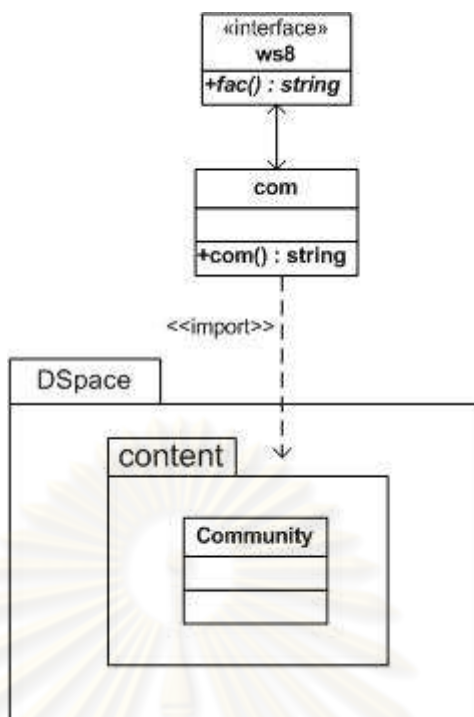 «interface»
ws8
+fac() : string
com
+com() : string
<<import>>
DSpace
content
Community